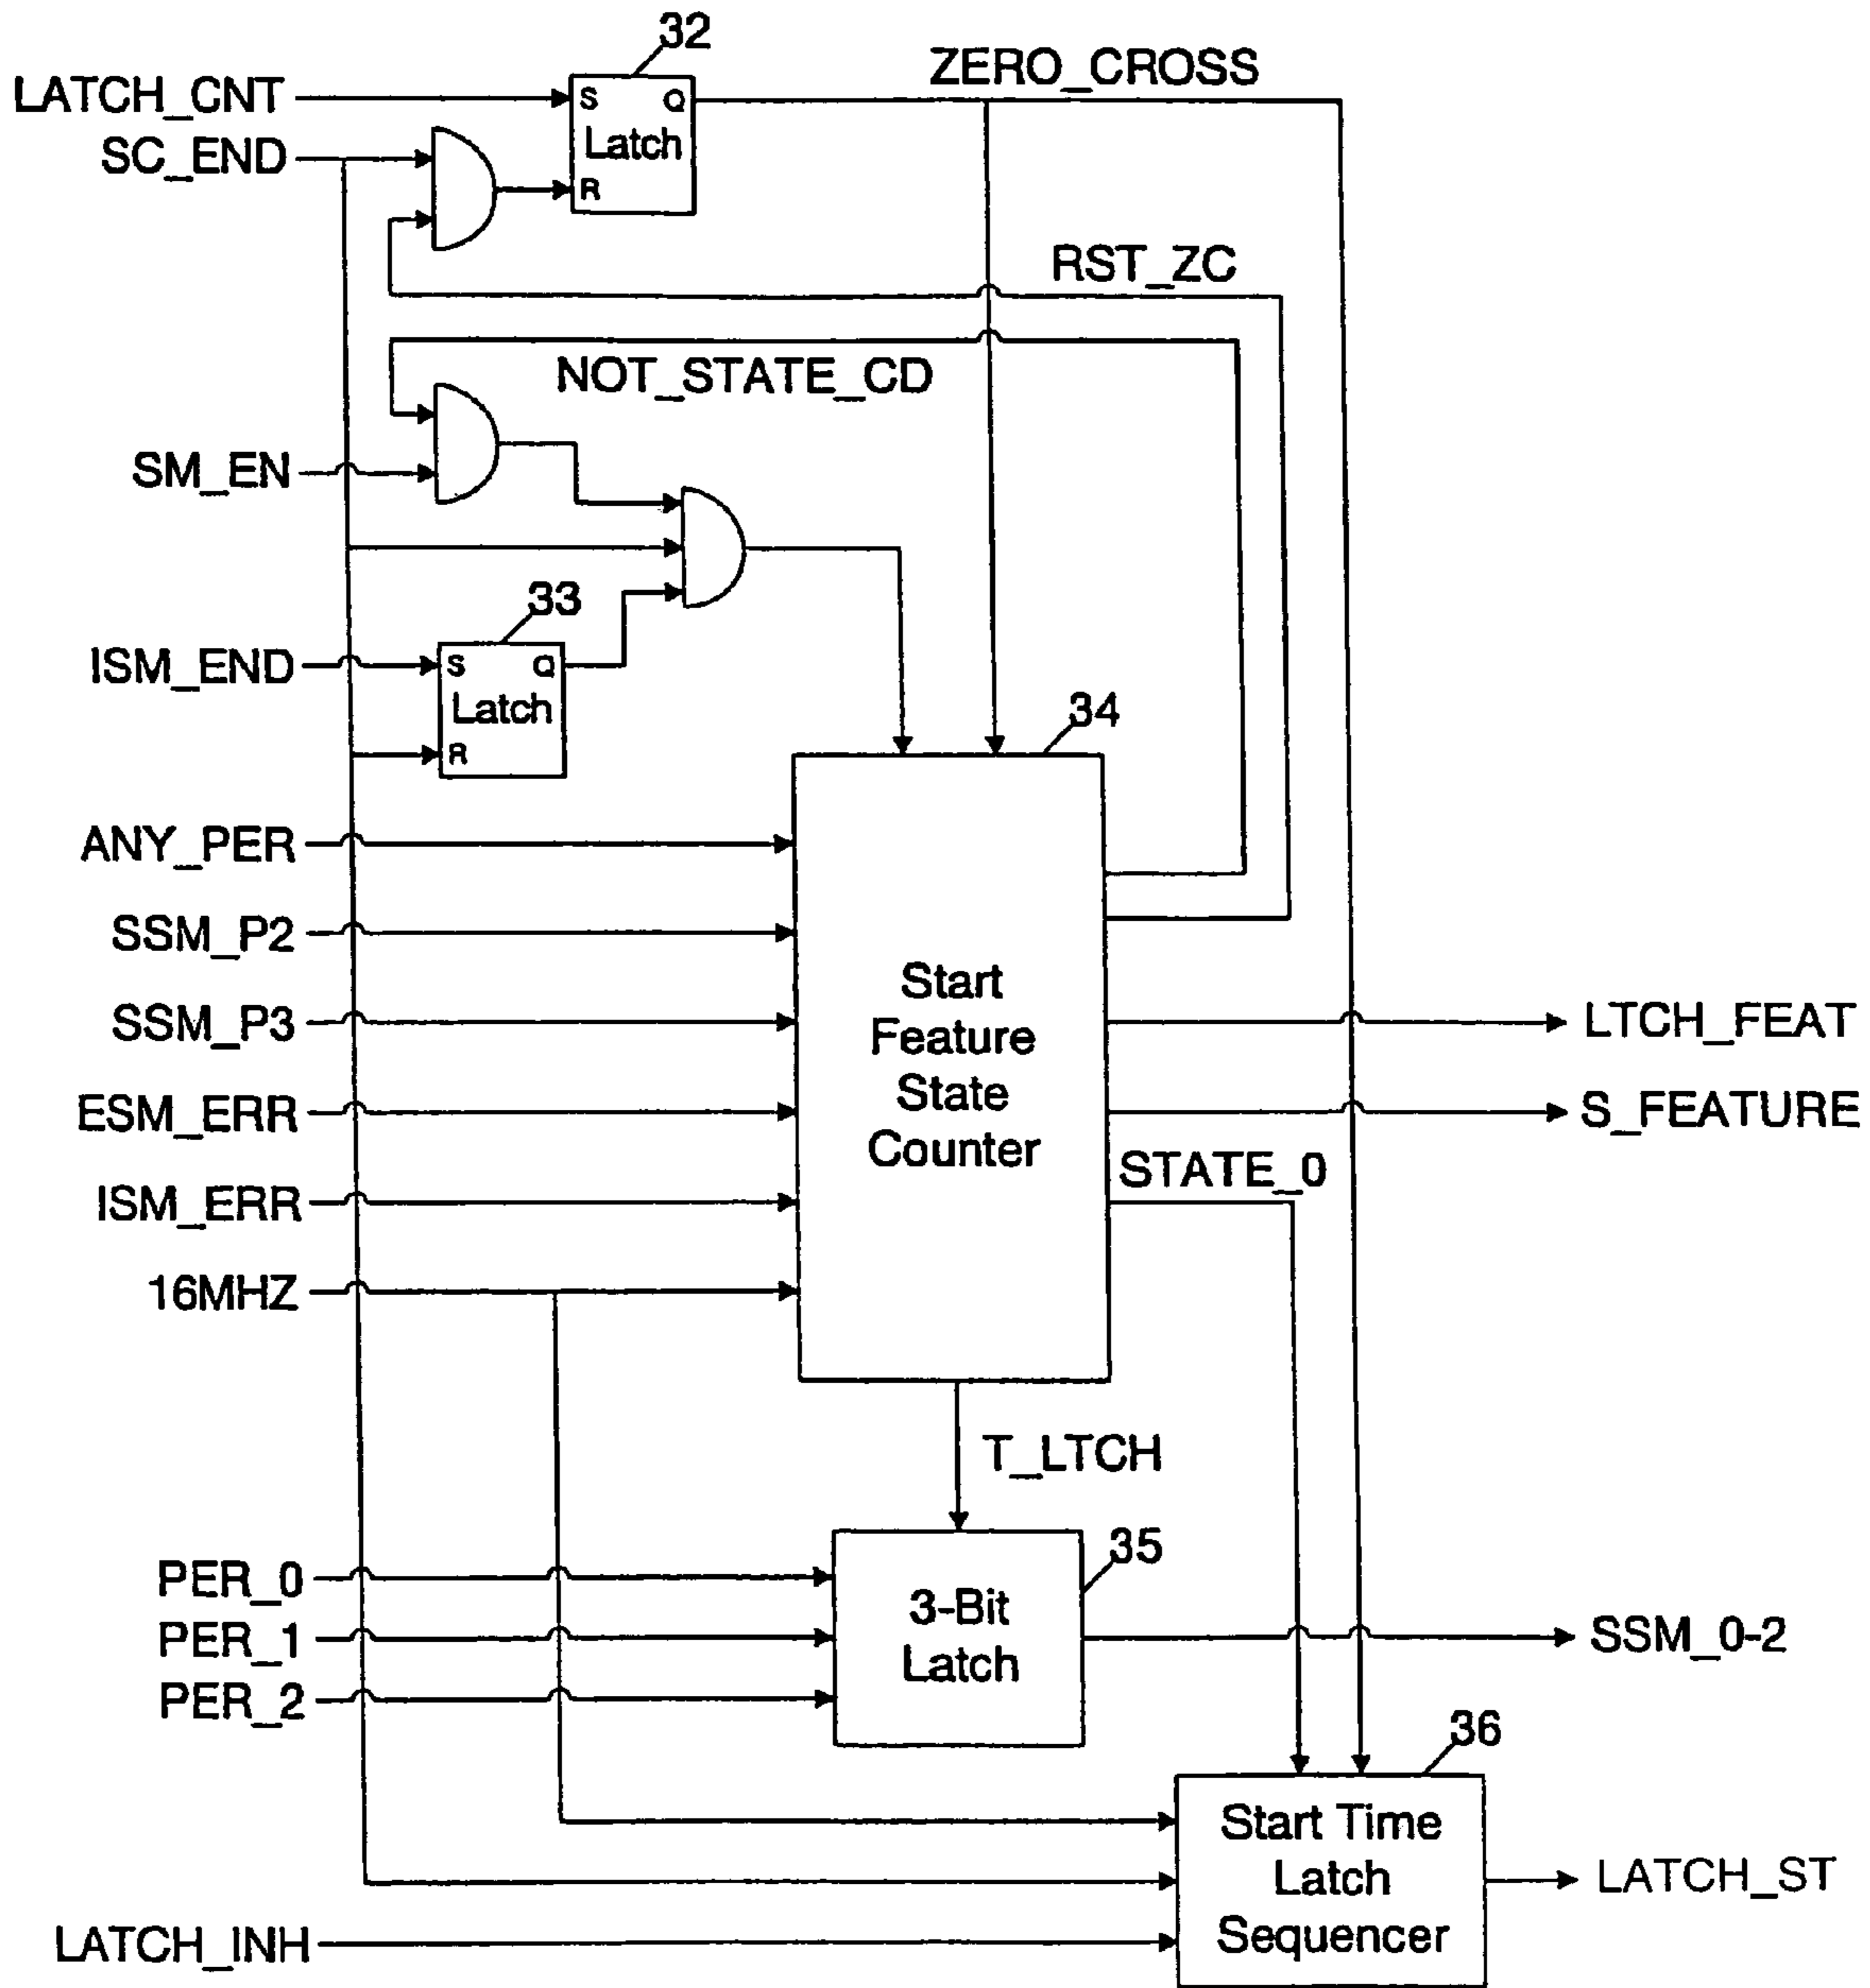 32
LATCH_CNT
S Q
ZERO_CROSS
Latch
SC_END
R
RST_ZC
NOT_STATE_CD
SM_EN
33
ISM_END
S Q
Latch
R
34
ANY_PER
SSM_P2
SSM_P3
ESM_ERR
ISM_ERR
16MHZ
Start
Feature
State
Counter
LTCH_FEAT
S_FEATURE
STATE_0
T_LTCH
35
PER_0
PER_1
PER_2
3-Bit
Latch
SSM_0-2
36
Start Time
Latch
Sequencer
LATCH_ST
LATCH_INH